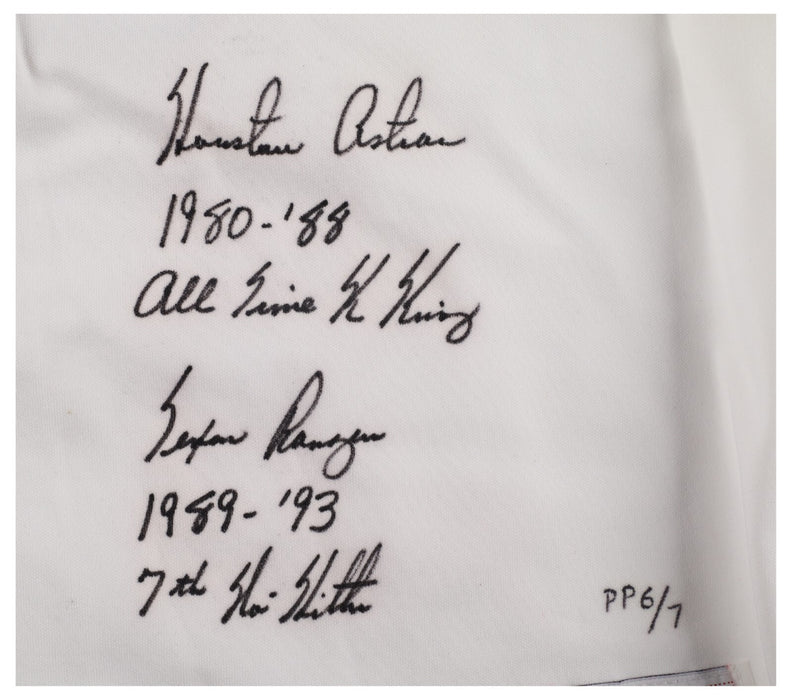 Houston Astros
1980-'88
All Time K King
Texas Rangers
1989-'93
7th No-Hitter
PP6/7